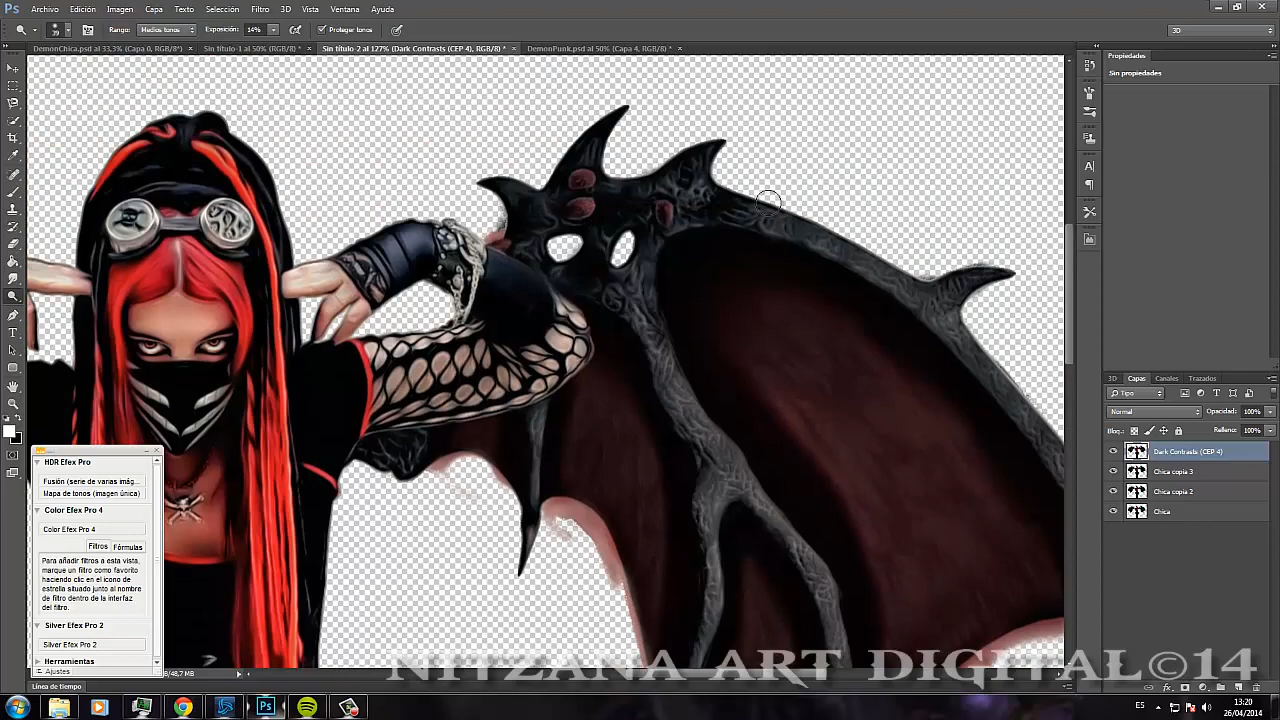 Ps Archivo Edición Imagen Capa Texto Selección Filtro 3D Vista Ventana Ayuda
39 Rango: Medios tonos Exposición: 14% Proteger tonos 3D
DemonChica.psd al 33,3% (Capa 0, RGB/8*) × Sin título-1 al 50% (RGB/8) * × Sin título-2 al 127% (Dark Contrasts (CEP 4), RGB/8) * × DemonPunk.psd al 50% (Capa 4, RGB/8) * ×
Propiedades
Sin propiedades
3D Capas Canales Trazados
Tipo
Normal Opacidad: 100%
Bloq.: Relleno: 100%
Dark Contrasts (CEP 4)
Chica copia 3
Chica copia 2
Chica
HDR Efex Pro
Fusión (serie de varias imág...
Mapa de tonos (imagen única)
Color Efex Pro 4
Color Efex Pro 4
Filtros Fórmulas
Para añadir filtros a esta vista,
marque un filtro como favorito
haciendo clic en el icono de
estrella situado junto al nombre
de filtro dentro de la interfaz
del filtro.
Silver Efex Pro 2
Silver Efex Pro 2
Herramientas
Ajustes
B/48,7 MB
NITZANA ART DIGITAL©14
Línea de tiempo
ES 13:20
26/04/2014